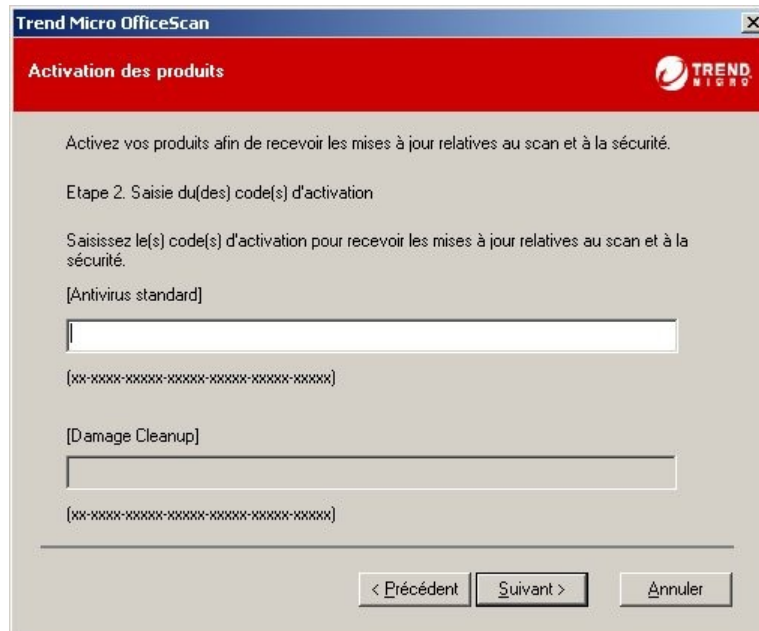 Trend Micro OfficeScan
Activation des produits
TREND
MICRO
Activez vos produits afin de recevoir les mises à jour relatives au scan et à la sécurité.
Etape 2. Saisie du(des) code(s) d'activation
Saisissez le(s) code(s) d'activation pour recevoir les mises à jour relatives au scan et à la
sécurité.
[Antivirus standard]
(xx-xxxx-xxxxx-xxxxx-xxxxx-xxxxx-xxxxx)
[Damage Cleanup]
(xx-xxxx-xxxxx-xxxxx-xxxxx-xxxxx-xxxxx)
< Précédent
Suivant >
Annuler